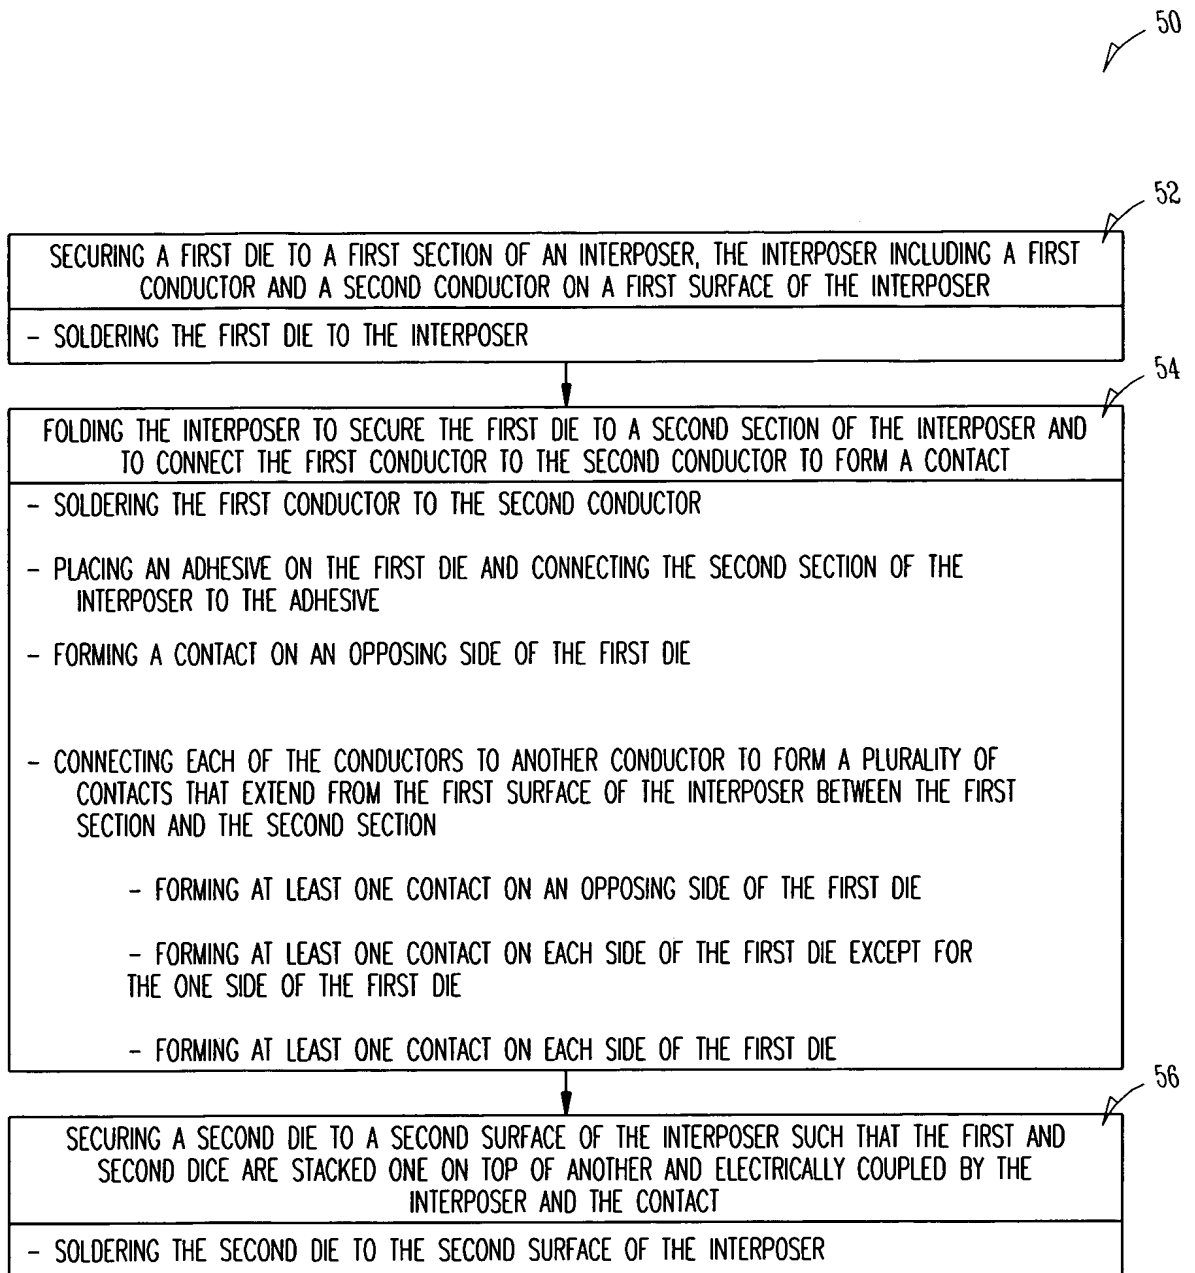 50
52
SECURING A FIRST DIE TO A FIRST SECTION OF AN INTERPOSER, THE INTERPOSER INCLUDING A FIRST
CONDUCTOR AND A SECOND CONDUCTOR ON A FIRST SURFACE OF THE INTERPOSER
- SOLDERING THE FIRST DIE TO THE INTERPOSER
54
FOLDING THE INTERPOSER TO SECURE THE FIRST DIE TO A SECOND SECTION OF THE INTERPOSER AND
TO CONNECT THE FIRST CONDUCTOR TO THE SECOND CONDUCTOR TO FORM A CONTACT
- SOLDERING THE FIRST CONDUCTOR TO THE SECOND CONDUCTOR
- PLACING AN ADHESIVE ON THE FIRST DIE AND CONNECTING THE SECOND SECTION OF THE
INTERPOSER TO THE ADHESIVE
- FORMING A CONTACT ON AN OPPOSING SIDE OF THE FIRST DIE
- CONNECTING EACH OF THE CONDUCTORS TO ANOTHER CONDUCTOR TO FORM A PLURALITY OF
CONTACTS THAT EXTEND FROM THE FIRST SURFACE OF THE INTERPOSER BETWEEN THE FIRST
SECTION AND THE SECOND SECTION
- FORMING AT LEAST ONE CONTACT ON AN OPPOSING SIDE OF THE FIRST DIE
- FORMING AT LEAST ONE CONTACT ON EACH SIDE OF THE FIRST DIE EXCEPT FOR
THE ONE SIDE OF THE FIRST DIE
- FORMING AT LEAST ONE CONTACT ON EACH SIDE OF THE FIRST DIE
56
SECURING A SECOND DIE TO A SECOND SURFACE OF THE INTERPOSER SUCH THAT THE FIRST AND
SECOND DICE ARE STACKED ONE ON TOP OF ANOTHER AND ELECTRICALLY COUPLED BY THE
INTERPOSER AND THE CONTACT
- SOLDERING THE SECOND DIE TO THE SECOND SURFACE OF THE INTERPOSER